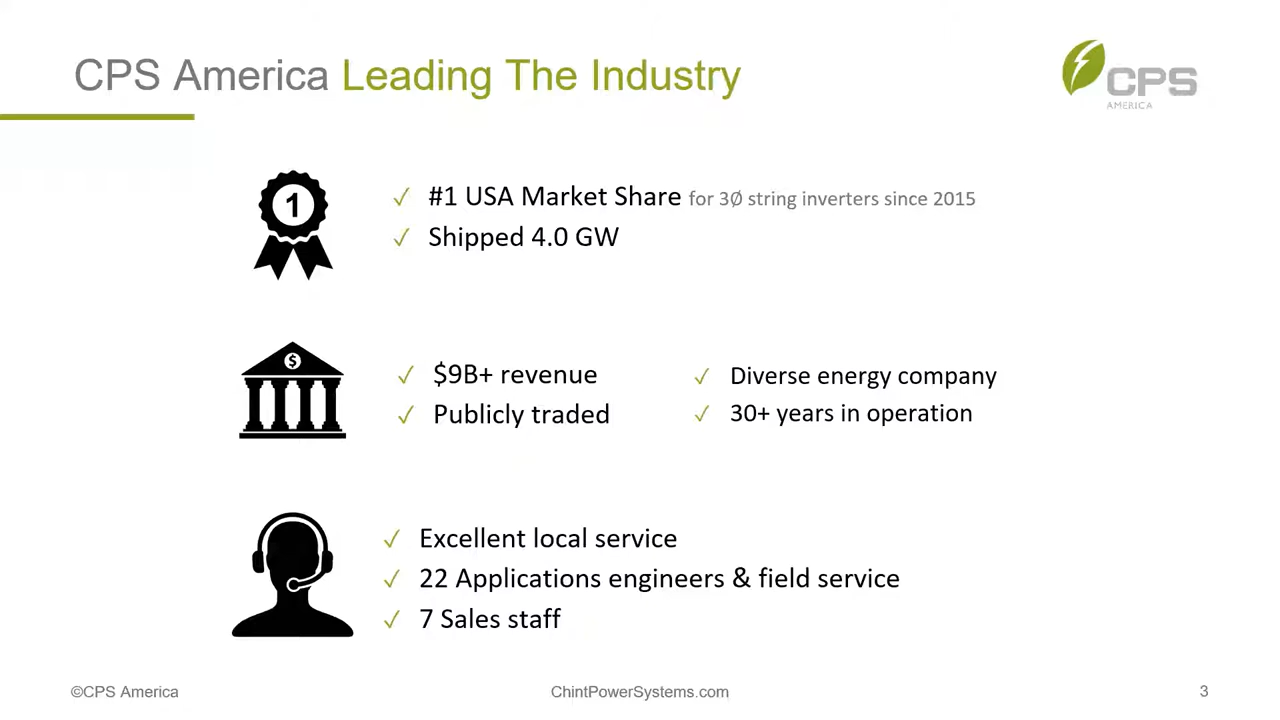 CPS America Leading The Industry
CPS
AMERICA
1
✓ #1 USA Market Share for 3Ø string inverters since 2015
✓ Shipped 4.0 GW
$
✓ $9B+ revenue
✓ Publicly traded
✓ Diverse energy company
✓ 30+ years in operation
✓ Excellent local service
✓ 22 Applications engineers & field service
✓ 7 Sales staff
©CPS America
ChintPowerSystems.com
3